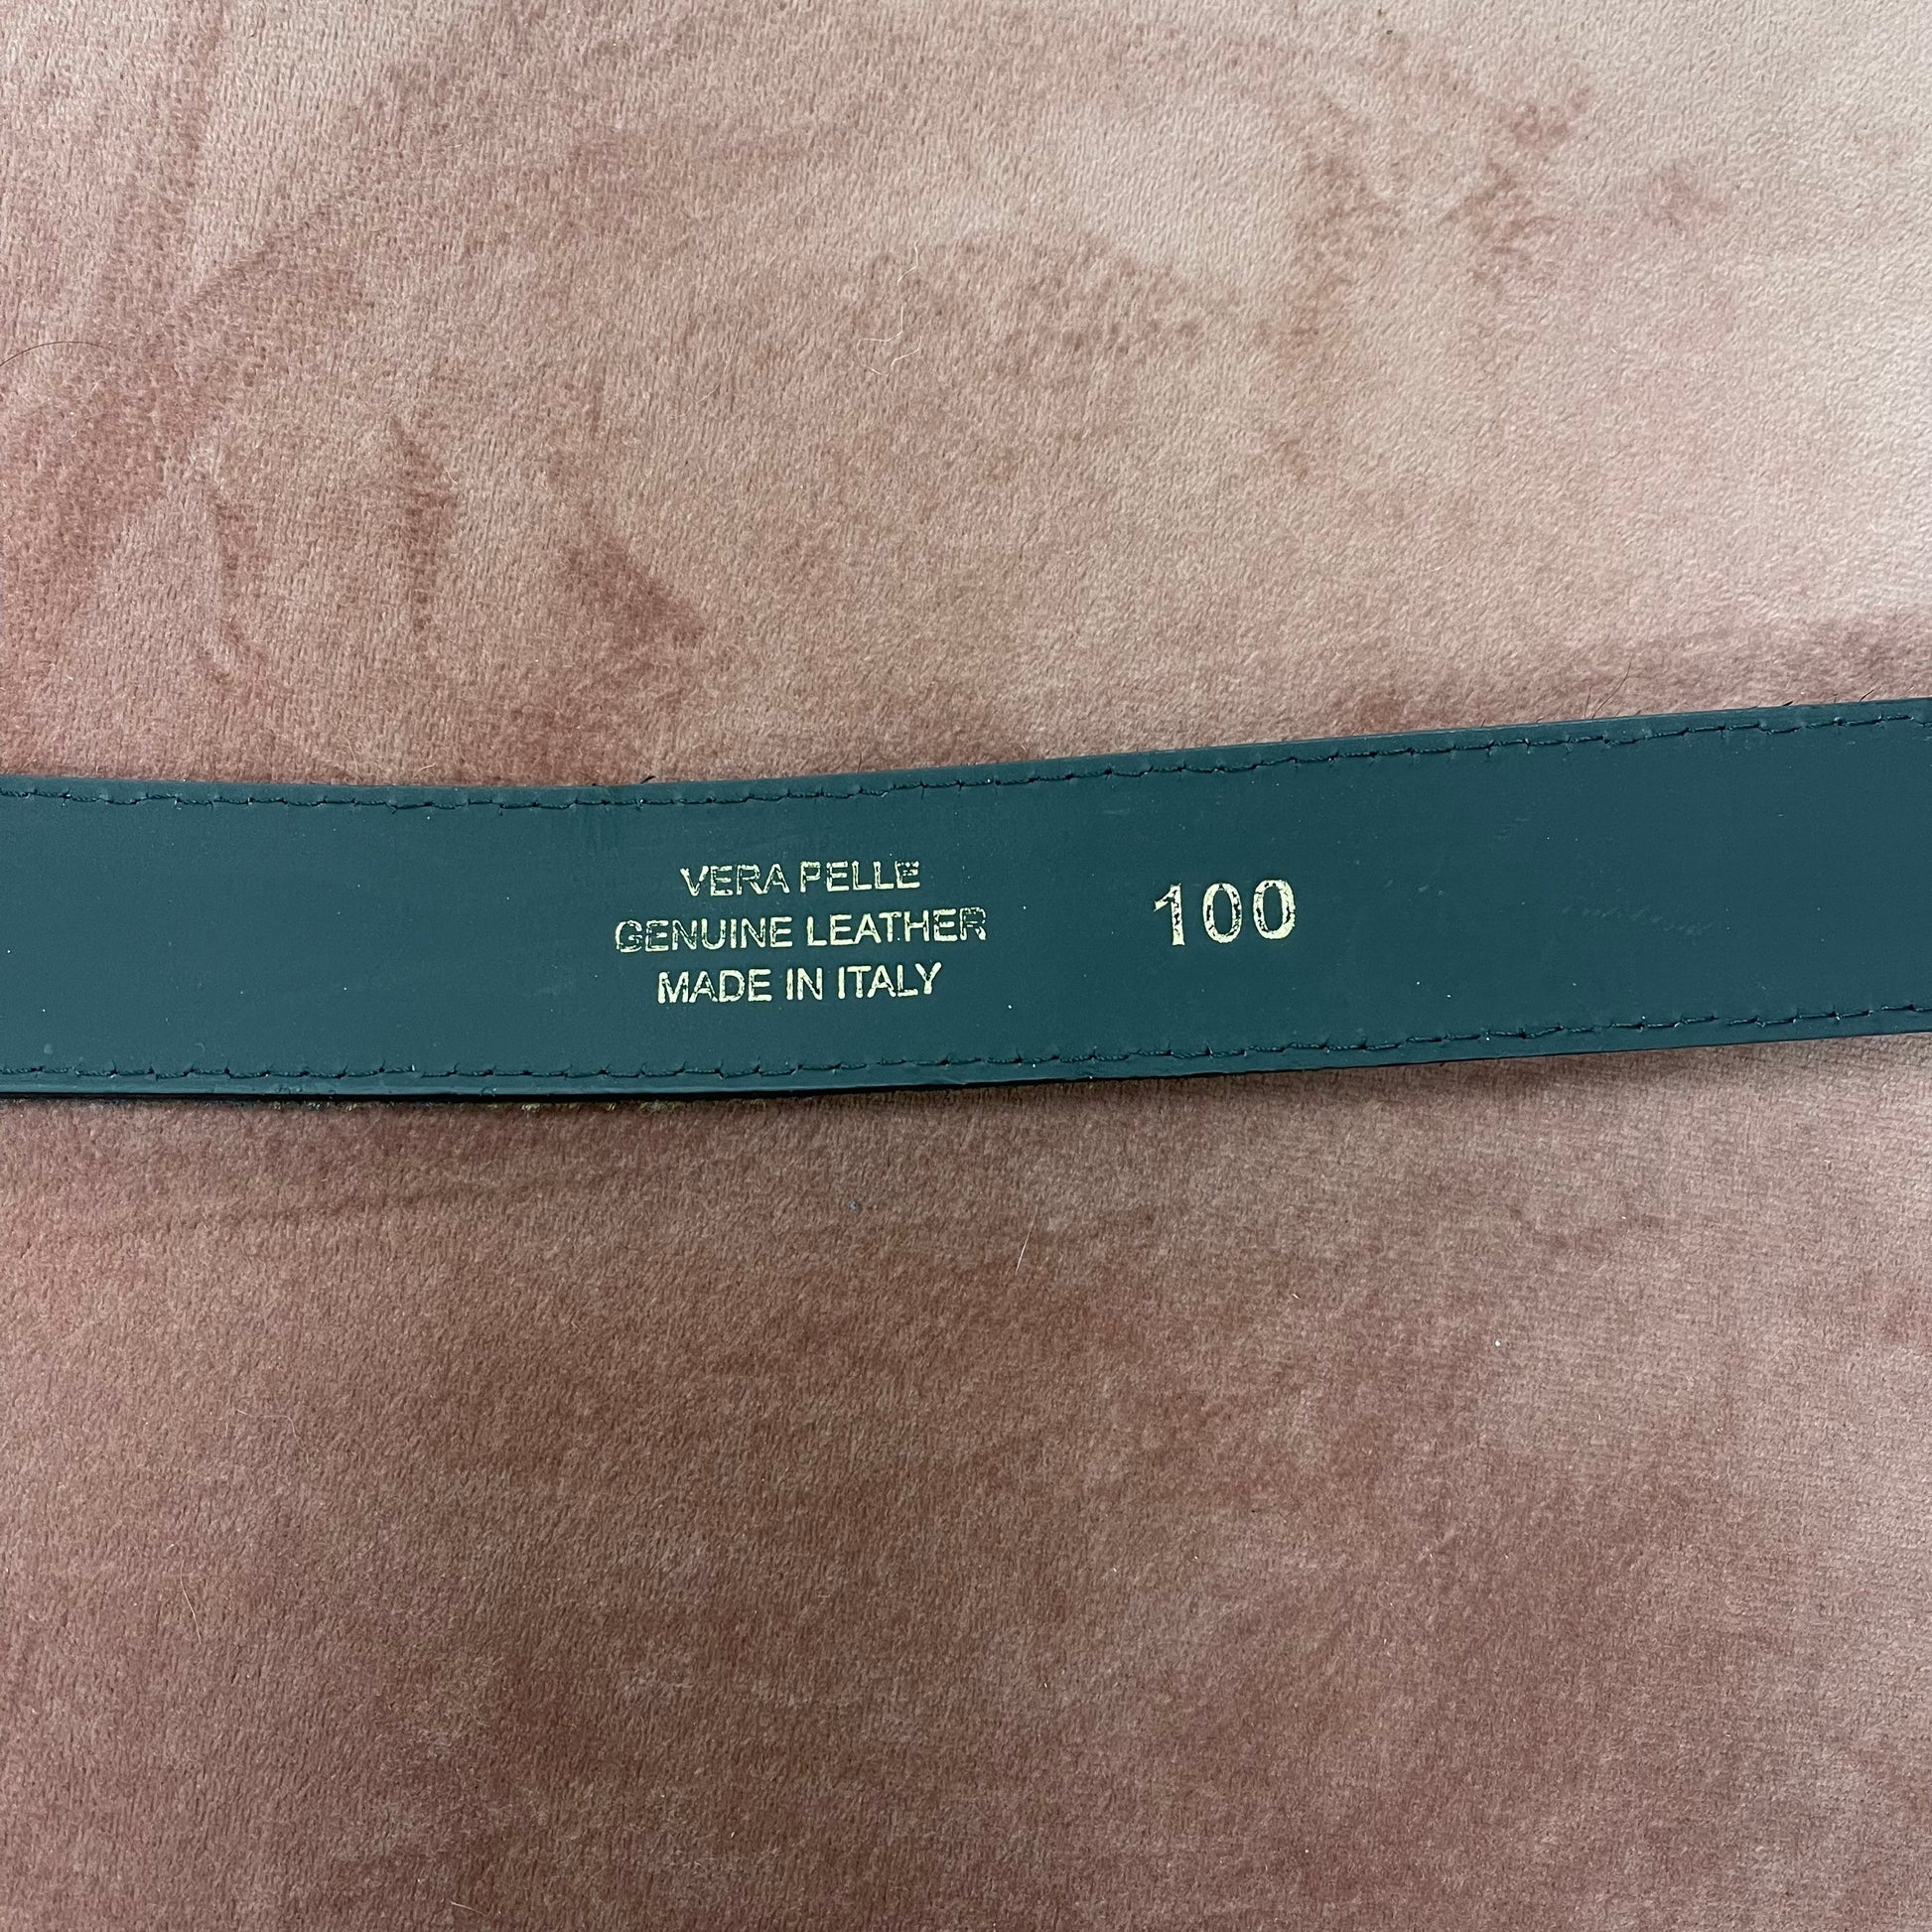 VERA PELLE
GENUINE LEATHER
MADE IN ITALY
100